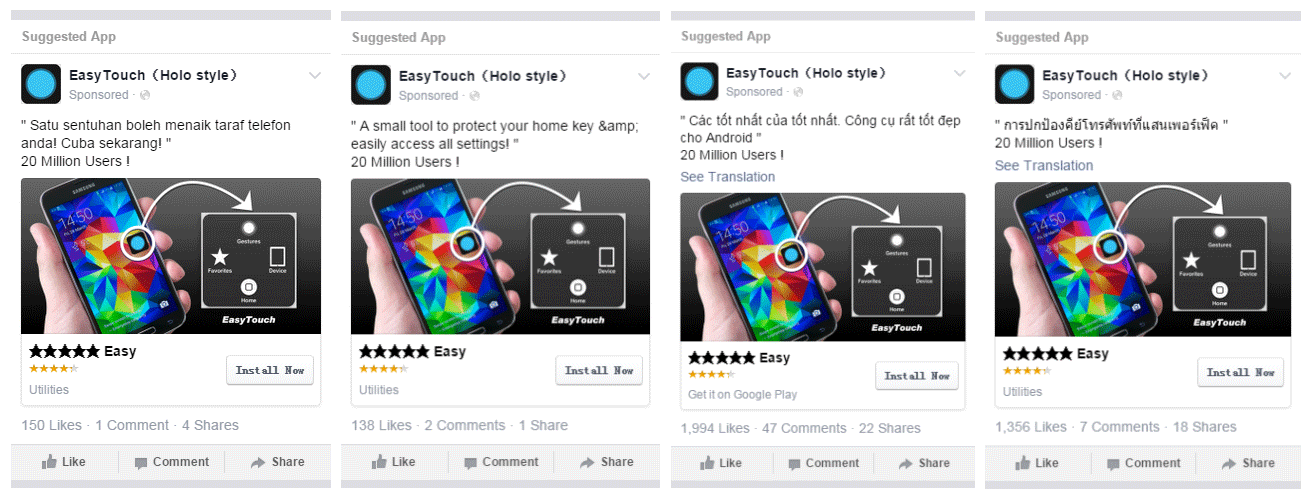 Suggested App
EasyTouch（Holo style）
Sponsored ·
" Satu sentuhan boleh menaik taraf telefon
anda! Cuba sekarang! "
20 Million Users !
SAMSUNG
14:50
Gestures
Favorites
Device
Home
EasyTouch
★★★★★ Easy
Install Now
Utilities
150 Likes · 1 Comment · 4 Shares
Like
Comment
Share
Suggested App
EasyTouch（Holo style）
Sponsored ·
" A small tool to protect your home key &amp;
easily access all settings! "
20 Million Users !
SAMSUNG
14:50
Gestures
Favorites
Device
Home
EasyTouch
★★★★★ Easy
Install Now
Utilities
138 Likes · 2 Comments · 1 Share
Like
Comment
Share
Suggested App
EasyTouch（Holo style）
Sponsored ·
" Các tốt nhất của tốt nhất. Công cụ rất tốt đẹp
cho Android "
20 Million Users !
See Translation
SAMSUNG
14:50
Gestures
Favorites
Device
Home
EasyTouch
★★★★★ Easy
Install Now
Get it on Google Play
1,994 Likes · 47 Comments · 22 Shares
Like
Comment
Share
Suggested App
EasyTouch（Holo style）
Sponsored ·
" การปกป้องคีย์โทรศัพท์ที่แสนเพอร์เฟ็ค "
20 Million Users !
See Translation
SAMSUNG
14:50
Gestures
Favorites
Device
Home
EasyTouch
★★★★★ Easy
Install Now
Utilities
1,356 Likes · 7 Comments · 18 Shares
Like
Comment
Share